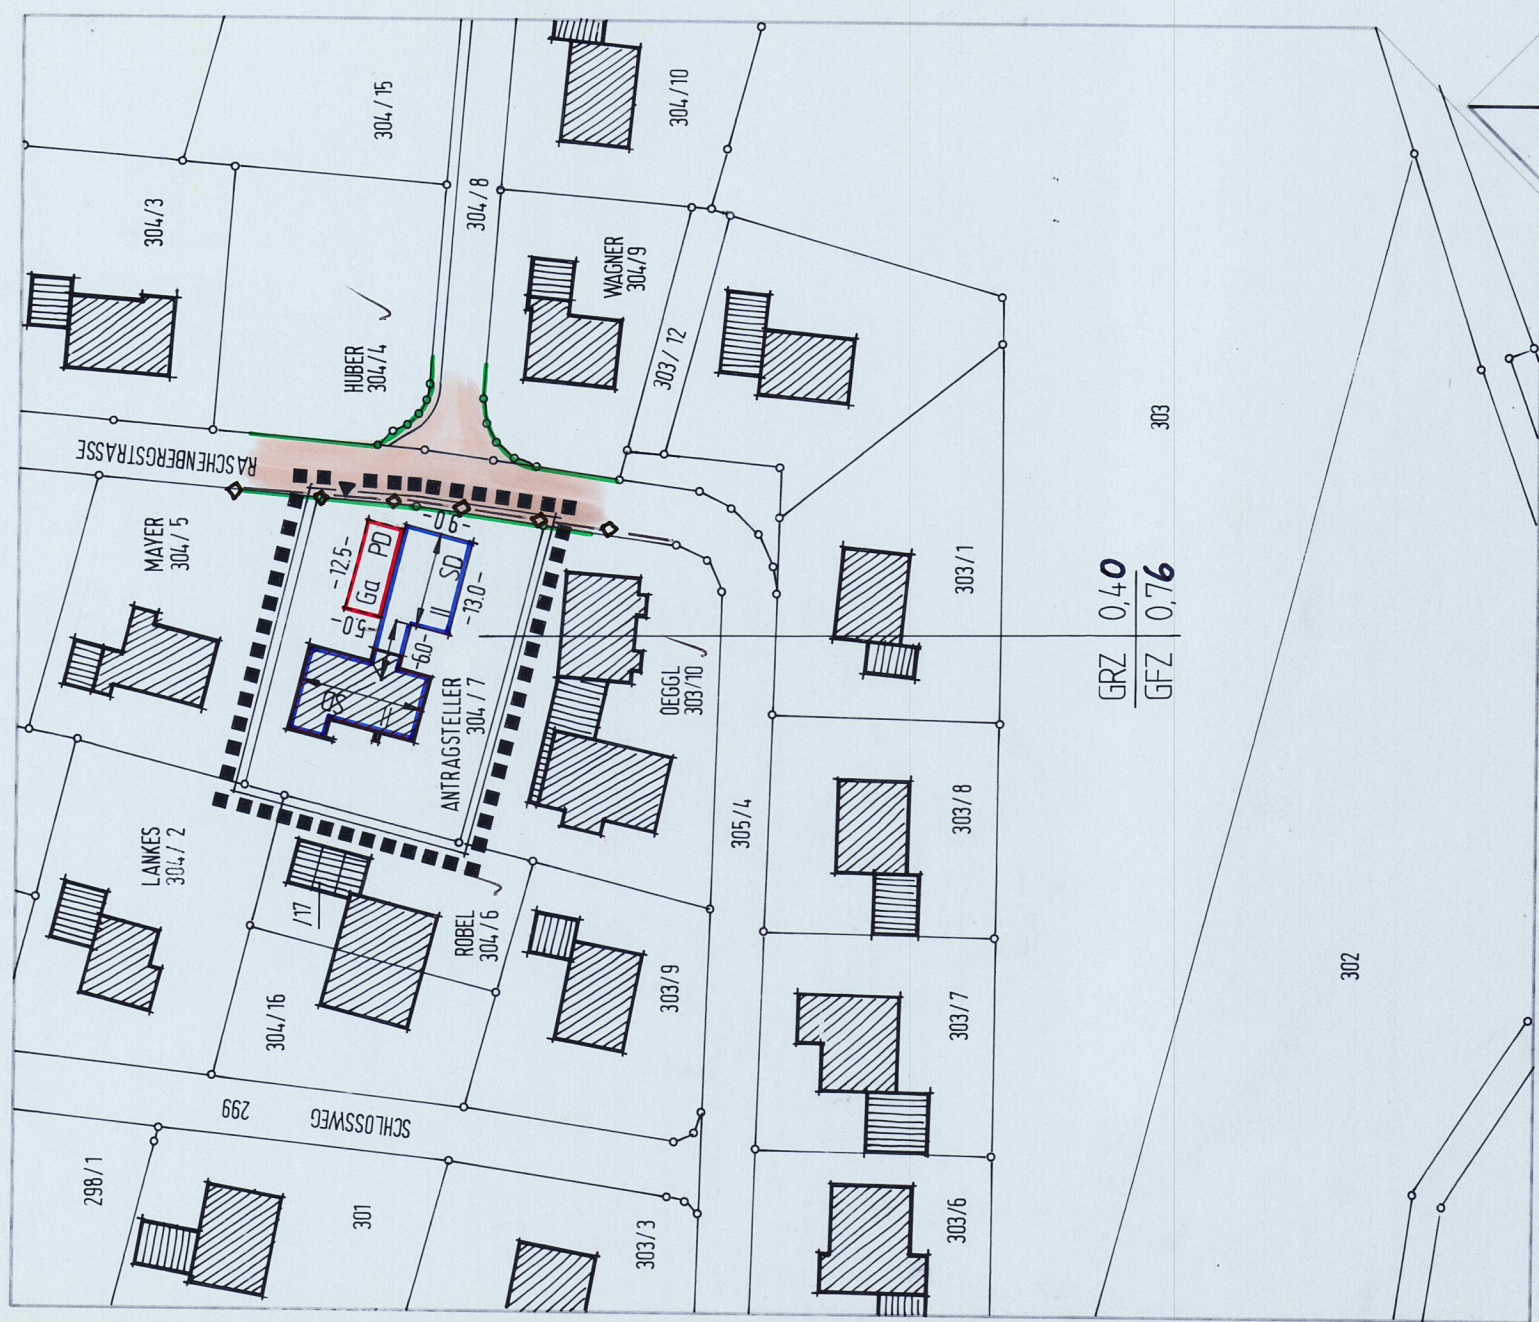 304/15
304/10
304/3
304/8
WAGNER
304/9
HUBER
304/4
303/12
RASCHENBERGSTRASSE
303
MAYER
304/5
-12.5-
Ga PD
-9.0-
SD
II
-13.0-
-5.0-
-6.0-
SD
II
303/1
GRZ 0,40
GFZ 0,76
OEGGL
303/10
ANTRAGSTELLER
304/7
305/4
303/8
LANKES
304/2
/17
ROBEL
304/6
303/9
302
304/16
303/7
299
SCHLOSSWEG
298/1
301
303/3
303/6